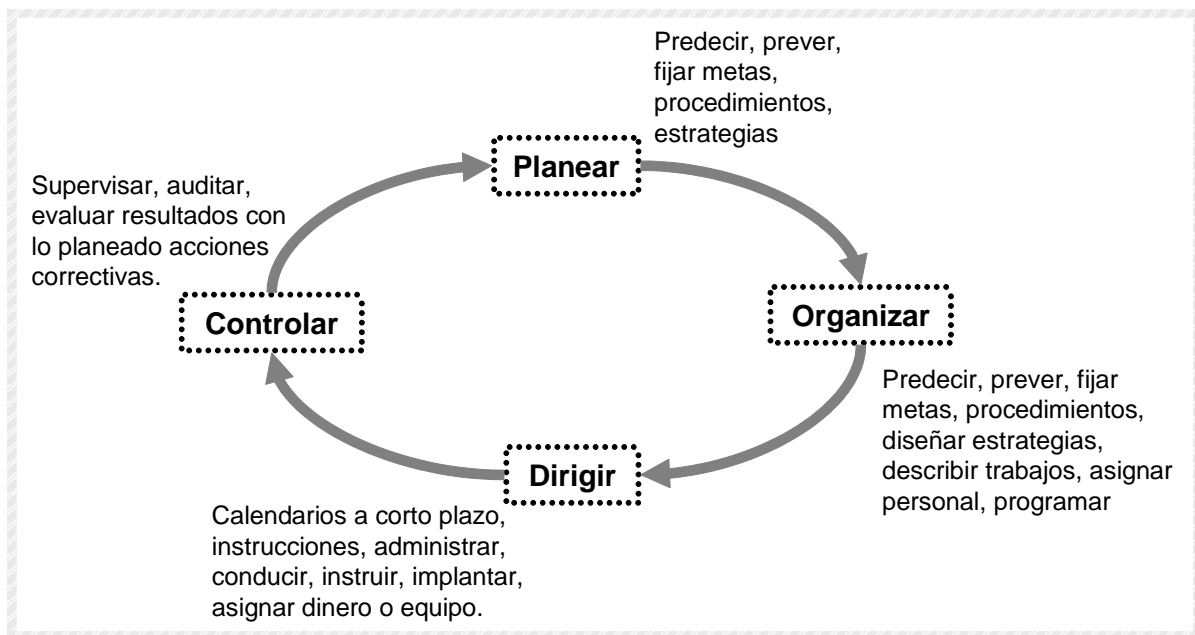 Predecir, prever,
fijar metas,
procedimientos,
estrategias
Planear
Supervisar, auditar,
evaluar resultados con
lo planeado acciones
correctivas.
Controlar
Organizar
Predecir, prever, fijar
metas, procedimientos,
diseñar estrategias,
describir trabajos, asignar
personal, programar
Dirigir
Calendarios a corto plazo,
instrucciones, administrar,
conducir, instruir, implantar,
asignar dinero o equipo.